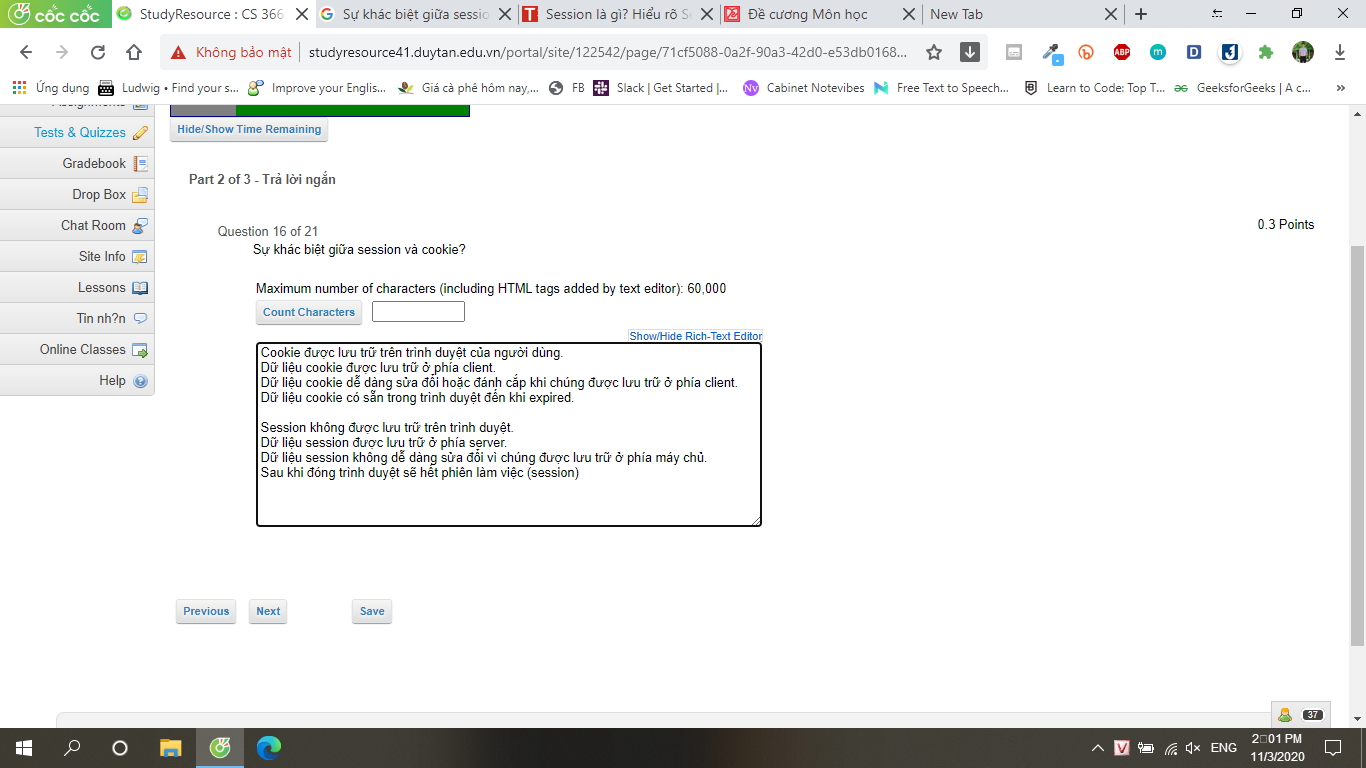 cốc cốc
StudyResource : CS 366
Sự khác biệt giữa sessio
Session là gì? Hiểu rõ Se
Đề cương Môn học
New Tab
Không bảo mật
studyresource41.duytan.edu.vn/portal/site/122542/page/71cf5088-0a2f-90a3-42d0-e53db0168...
ABP
Ứng dụng
Ludwig • Find your s...
Improve your Englis...
Giá cà phê hôm nay,...
FB
Slack | Get Started |...
Cabinet Notevibes
Free Text to Speech...
Learn to Code: Top T...
GeeksforGeeks | A c...
»
Assignments
Tests & Quizzes
Gradebook
Drop Box
Chat Room
Site Info
Lessons
Tin nh?n
Online Classes
Help
Hide/Show Time Remaining
Part 2 of 3 - Trả lời ngắn
Question 16 of 21
0.3 Points
Sự khác biệt giữa session và cookie?
Maximum number of characters (including HTML tags added by text editor): 60,000
Count Characters
Show/Hide Rich-Text Editor
Cookie được lưu trữ trên trình duyệt của người dùng.
Dữ liệu cookie được lưu trữ ở phía client.
Dữ liệu cookie dễ dàng sửa đổi hoặc đánh cắp khi chúng được lưu trữ ở phía client.
Dữ liệu cookie có sẵn trong trình duyệt đến khi expired.
Session không được lưu trữ trên trình duyệt.
Dữ liệu session được lưu trữ ở phía server.
Dữ liệu session không dễ dàng sửa đổi vì chúng được lưu trữ ở phía máy chủ.
Sau khi đóng trình duyệt sẽ hết phiên làm việc (session)
Previous
Next
Save
37
ENG
2□01 PM
11/3/2020